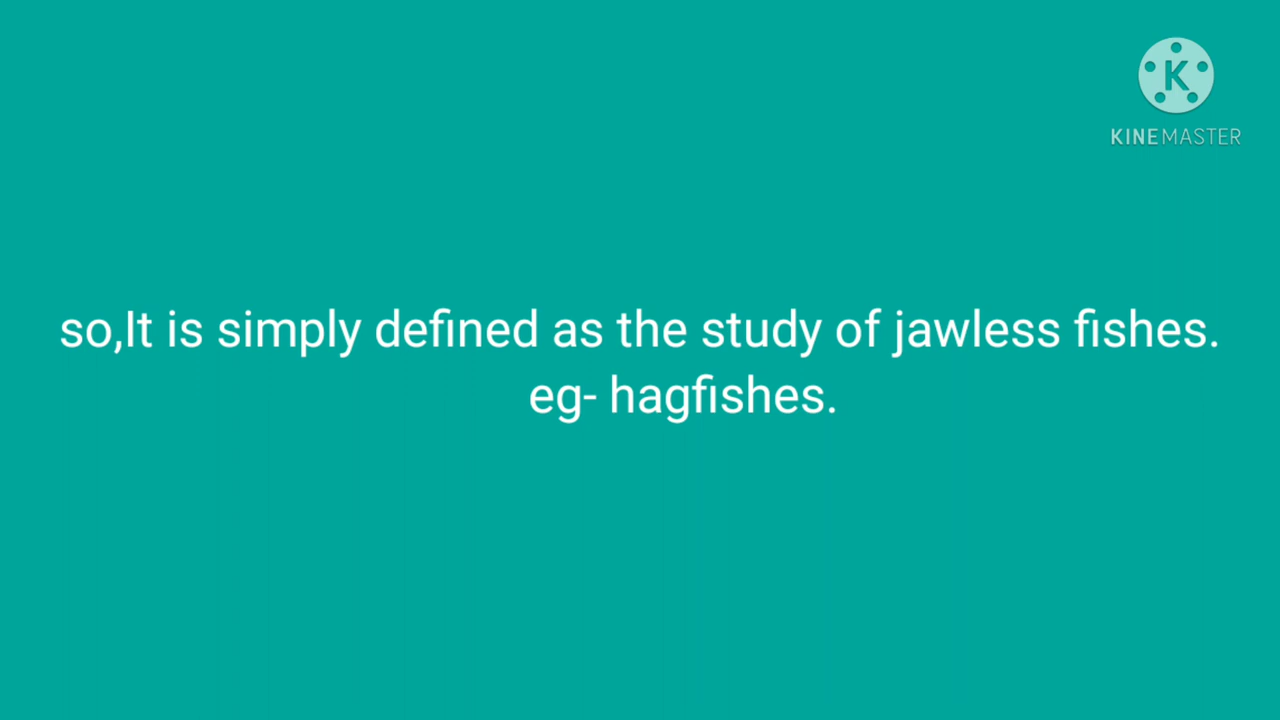 K
KINEMASTER
so,It is simply defined as the study of jawless fishes.
eg- hagfishes.